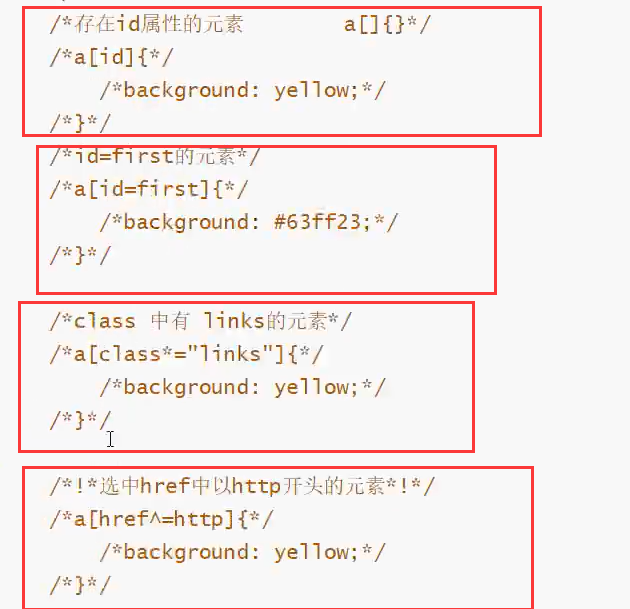 /*存在id属性的元素        a[]{}*/
/*a[id]{*/
    /*background: yellow;*/
/*}*/
/*id=first的元素*/
/*a[id=first]{*/
    /*background: #63ff23;*/
/*}*/
/*class 中有 links的元素*/
/*a[class*="links"]{*/
    /*background: yellow;*/
/*}*/
/*!*选中href中以http开头的元素*!*/
/*a[href^=http]{*/
    /*background: yellow;*/
/*}*/